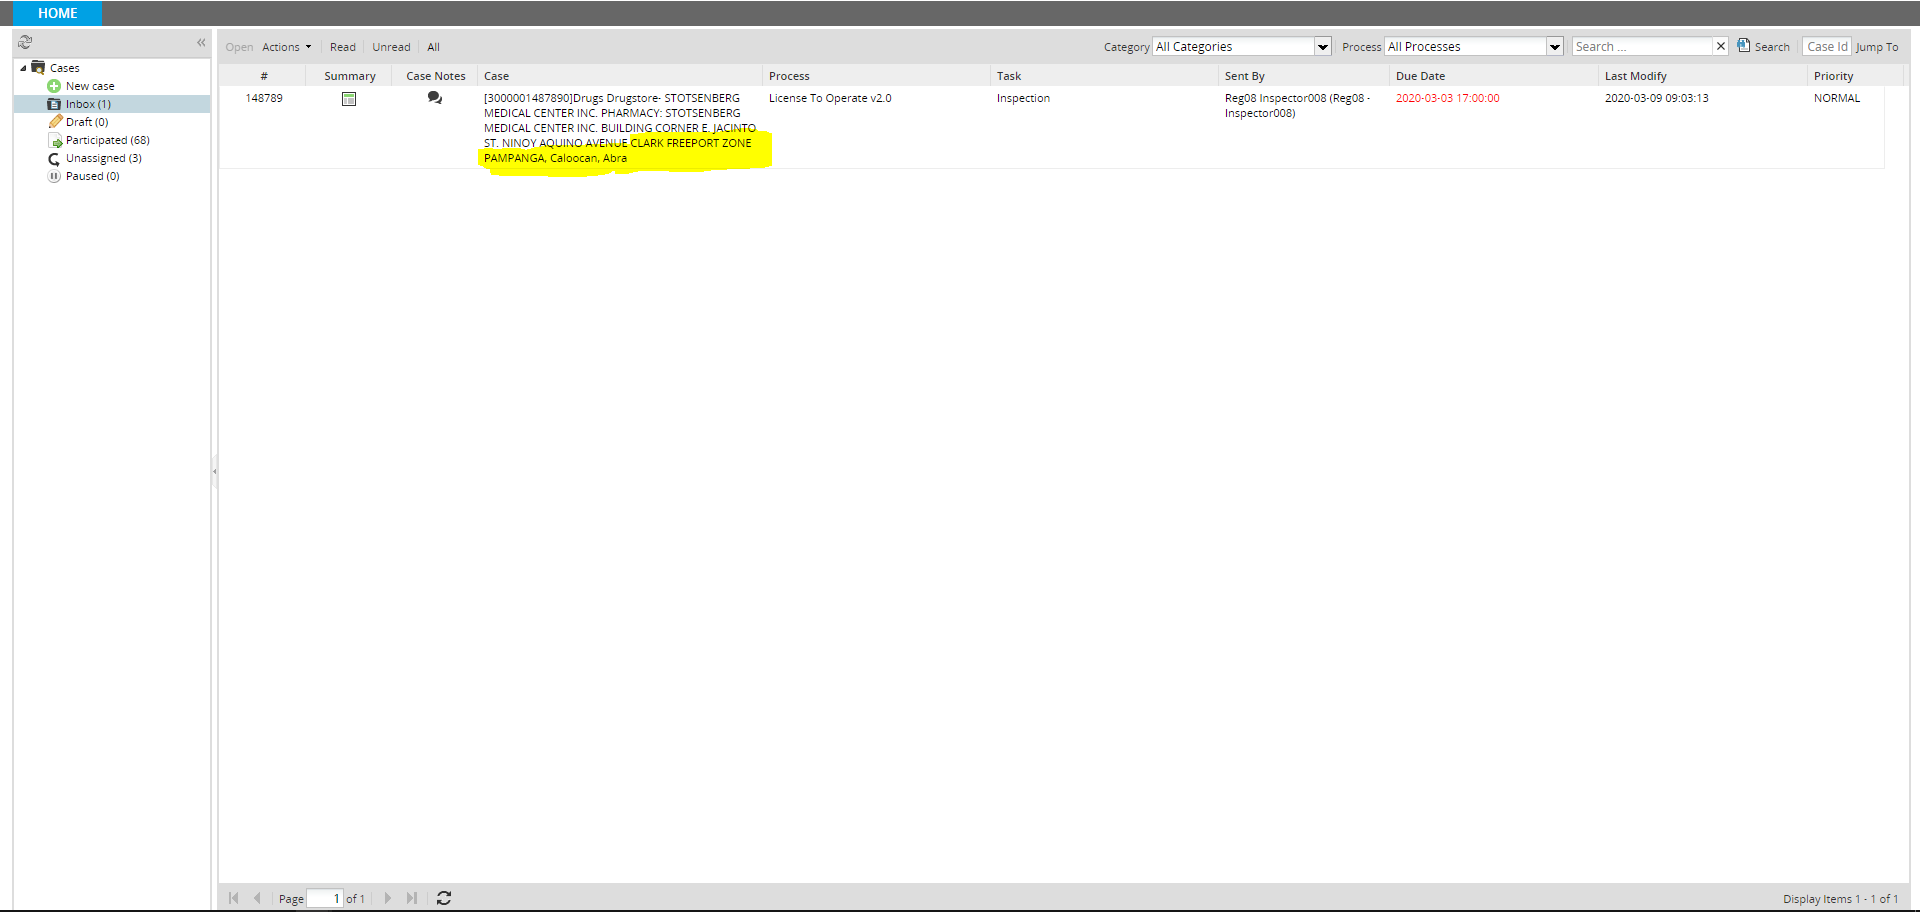 HOME
Open Actions Read Unread All Category All Categories Process All Processes Search ... Search Case Id Jump To
Cases
New case
Inbox (1)
Draft (0)
Participated (68)
Unassigned (3)
Paused (0)
# Summary Case Notes Case Process Task Sent By Due Date Last Modify Priority
148789 [3000001487890]Drugs Drugstore- STOTSENBERG License To Operate v2.0 Inspection Reg08 Inspector008 (Reg08 - 2020-03-03 17:00:00 2020-03-09 09:03:13 NORMAL
MEDICAL CENTER INC. PHARMACY: STOTSENBERG Inspector008)
MEDICAL CENTER INC. BUILDING CORNER E. JACINTO
ST. NINOY AQUINO AVENUE CLARK FREEPORT ZONE
PAMPANGA, Caloocan, Abra
Page 1 of 1 Display Items 1 - 1 of 1